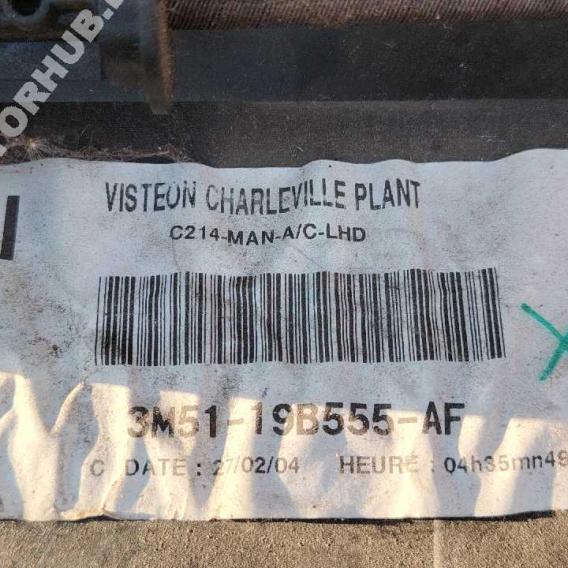 ORHUB.
VISTEON CHARLEVILLE PLANT
C214-MAN-A/C-LHD
3M51-19B555-AF
C DATE : 27/02/04 HEURE : 04h35mn49